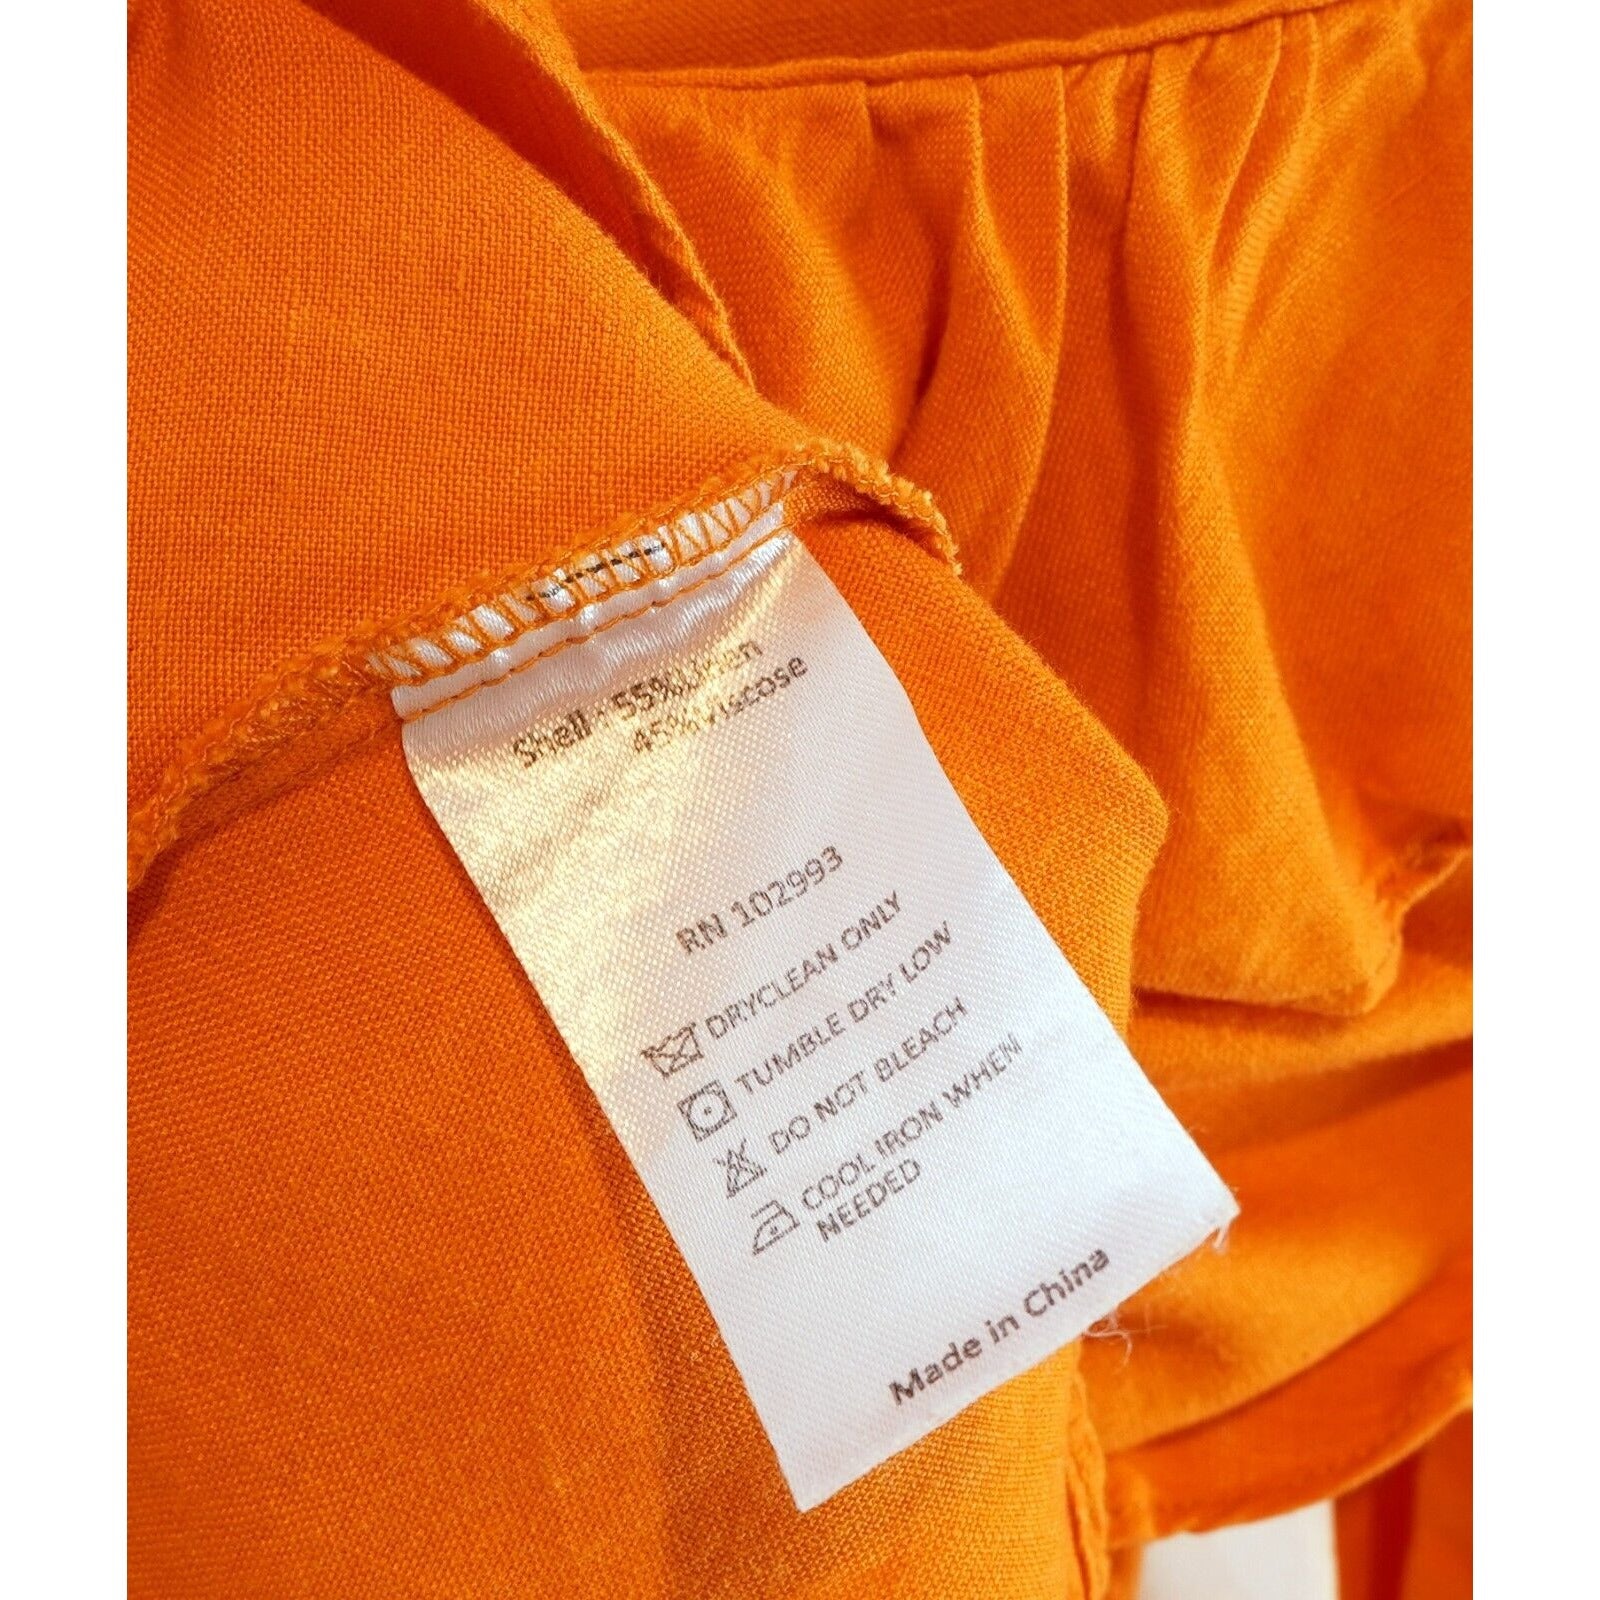 Shell : 55%Linen
45%Viscose
RN 102993
DRYCLEAN ONLY
TUMBLE DRY LOW
DO NOT BLEACH
COOL IRON WHEN
NEEDED
Made in China